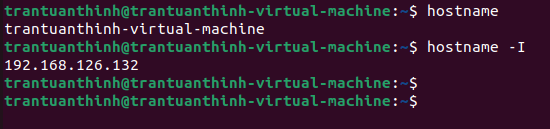 trantuanthinh@trantuanthinh-virtual-machine:~$ hostname
trantuanthinh-virtual-machine
trantuanthinh@trantuanthinh-virtual-machine:~$ hostname -I
192.168.126.132
trantuanthinh@trantuanthinh-virtual-machine:~$
trantuanthinh@trantuanthinh-virtual-machine:~$